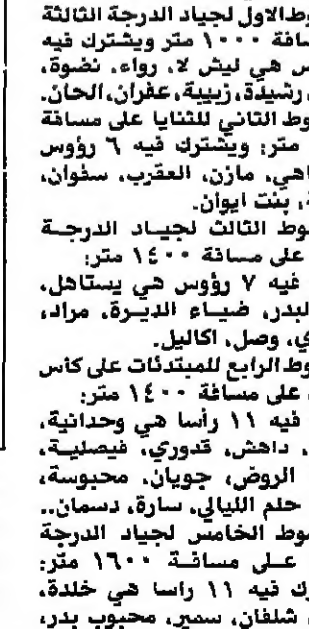 وط الاول لجياد الدرجة الثالثة
سافة ١٠٠٠ متر ويشترك فيه
س هي ليش لا، رواء، نضوة،
رشيدة، زيبية، عفران، الحان.
وط الثاني للثنايا على مسافة
متر: ويشترك فيه ٦ رؤوس
اهي، مازن، العقرب، سفوان،
بنت ايوان.
وط الثالث لجياد الدرجة
على مسافة ١٤٠٠ متر:
فيه ٧ رؤوس هي يستاهل،
لبدر، ضياء الديرة، مراد،
ي، وصل، اكاليل.
وط الرابع للمبتدئات على كاس
على مسافة ١٤٠٠ متر:
فيه ١١ رأسا هي وحدانية،
داهش، قدوري، فيصلية،
الروض، جويان، محبوسة،
حلم الليالي، سارة، دسمان..
وط الخامس لجياد الدرجة
على مسافة ١٦٠٠ متر:
ك فيه ١١ راسا هي خلدة،
شلفان، سمير، محبوب بدر،